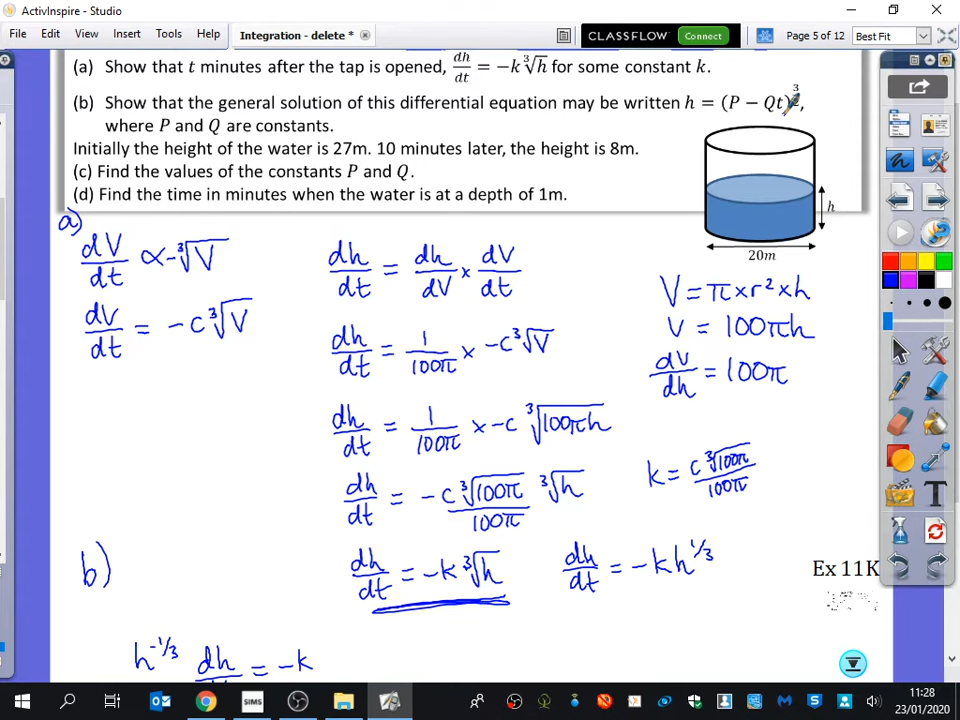 ActivInspire - Studio
File Edit View Insert Tools Help Integration - delete * CLASSFLOW Connect Page 5 of 12 Best Fit
(a) Show that t minutes after the tap is opened, dh/dt = -k∛h for some constant k.
(b) Show that the general solution of this differential equation may be written h = (P − Qt)^(3/2),
where P and Q are constants.
Initially the height of the water is 27m. 10 minutes later, the height is 8m.
(c) Find the values of the constants P and Q.
(d) Find the time in minutes when the water is at a depth of 1m.
h
20m
a)
dV/dt ∝ -∛V
dV/dt = -c∛V
dh/dt = dh/dV × dV/dt
dh/dt = 1/100π × -c∛V
dh/dt = 1/100π × -c ∛100πh
dh/dt = -c∛100π/100π ∛h
dh/dt = -k∛h
V = π×r²×h
V = 100πh
dV/dh = 100π
k = c∛100π/100π
dh/dt = -kh^1/3
Ex 11K
b)
h^-1/3 dh = -k
SIMS
11:28
23/01/2020